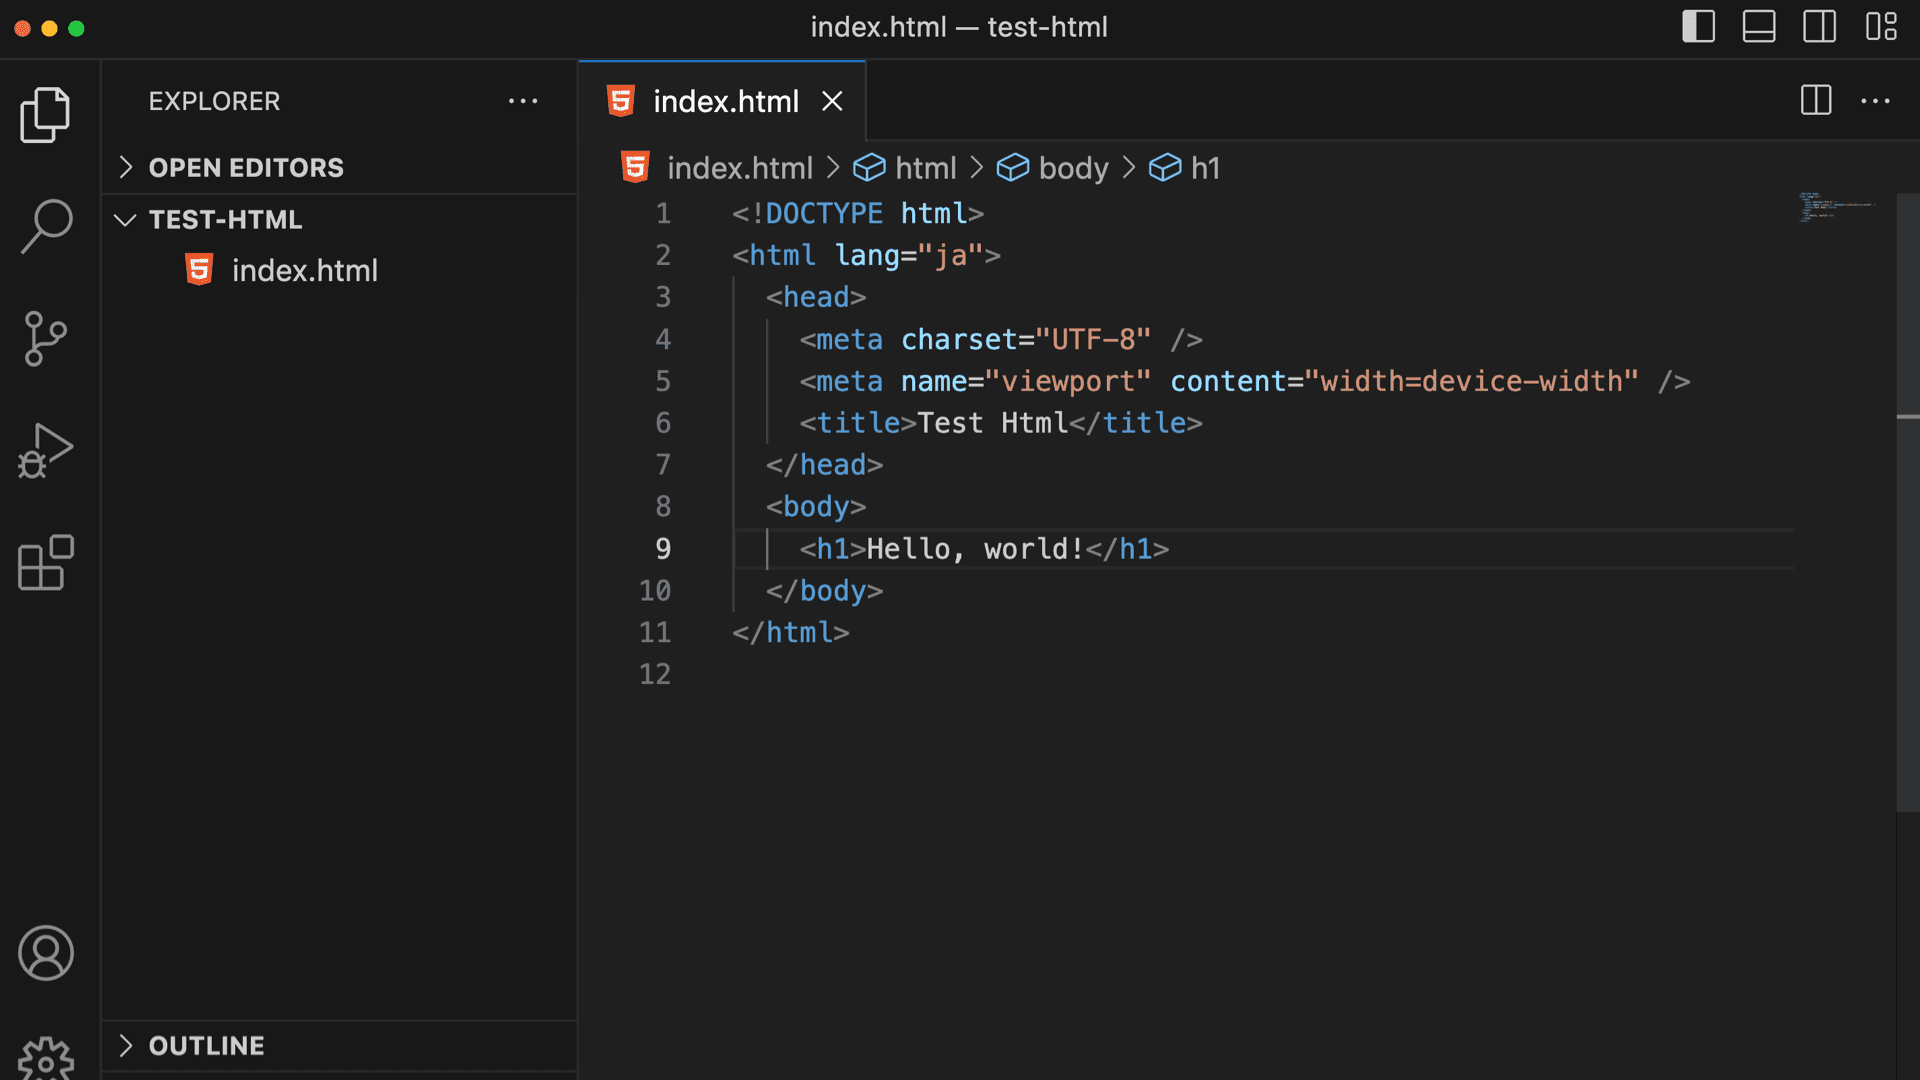 index.html — test-html
EXPLORER
index.html
OPEN EDITORS
index.html > html > body > h1
TEST-HTML
index.html
1 <!DOCTYPE html>
2 <html lang="ja">
3 <head>
4 <meta charset="UTF-8" />
5 <meta name="viewport" content="width=device-width" />
6 <title>Test Html</title>
7 </head>
8 <body>
9 <h1>Hello, world!</h1>
10 </body>
11 </html>
12
OUTLINE